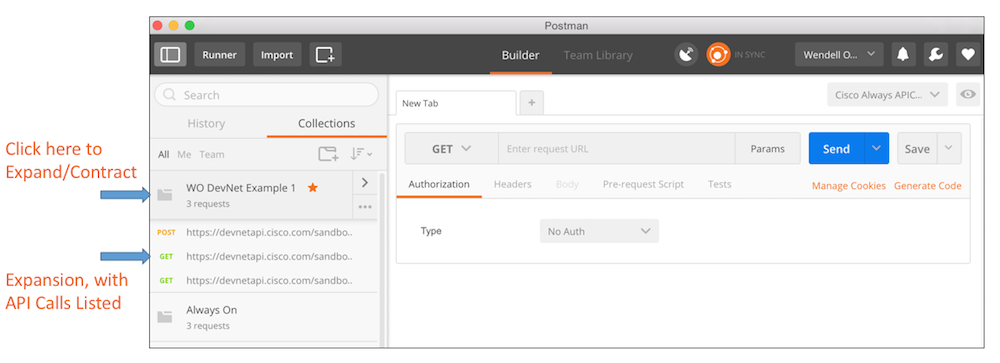 Postman
Runner
Import
Builder
Team Library
IN SYNC
Wendell O...
Search
History
Collections
All Me Team
Click here to
Expand/Contract
WO DevNet Example 1
3 requests
POST https://devnetapi.cisco.com/sandbo..
GET https://devnetapi.cisco.com/sandbo..
GET https://devnetapi.cisco.com/sandbo..
Expansion, with
API Calls Listed
Always On
3 requests
New Tab
Cisco Always APIC...
GET
Enter request URL
Params
Send
Save
Authorization
Headers
Body
Pre-request Script
Tests
Manage Cookies
Generate Code
Type
No Auth